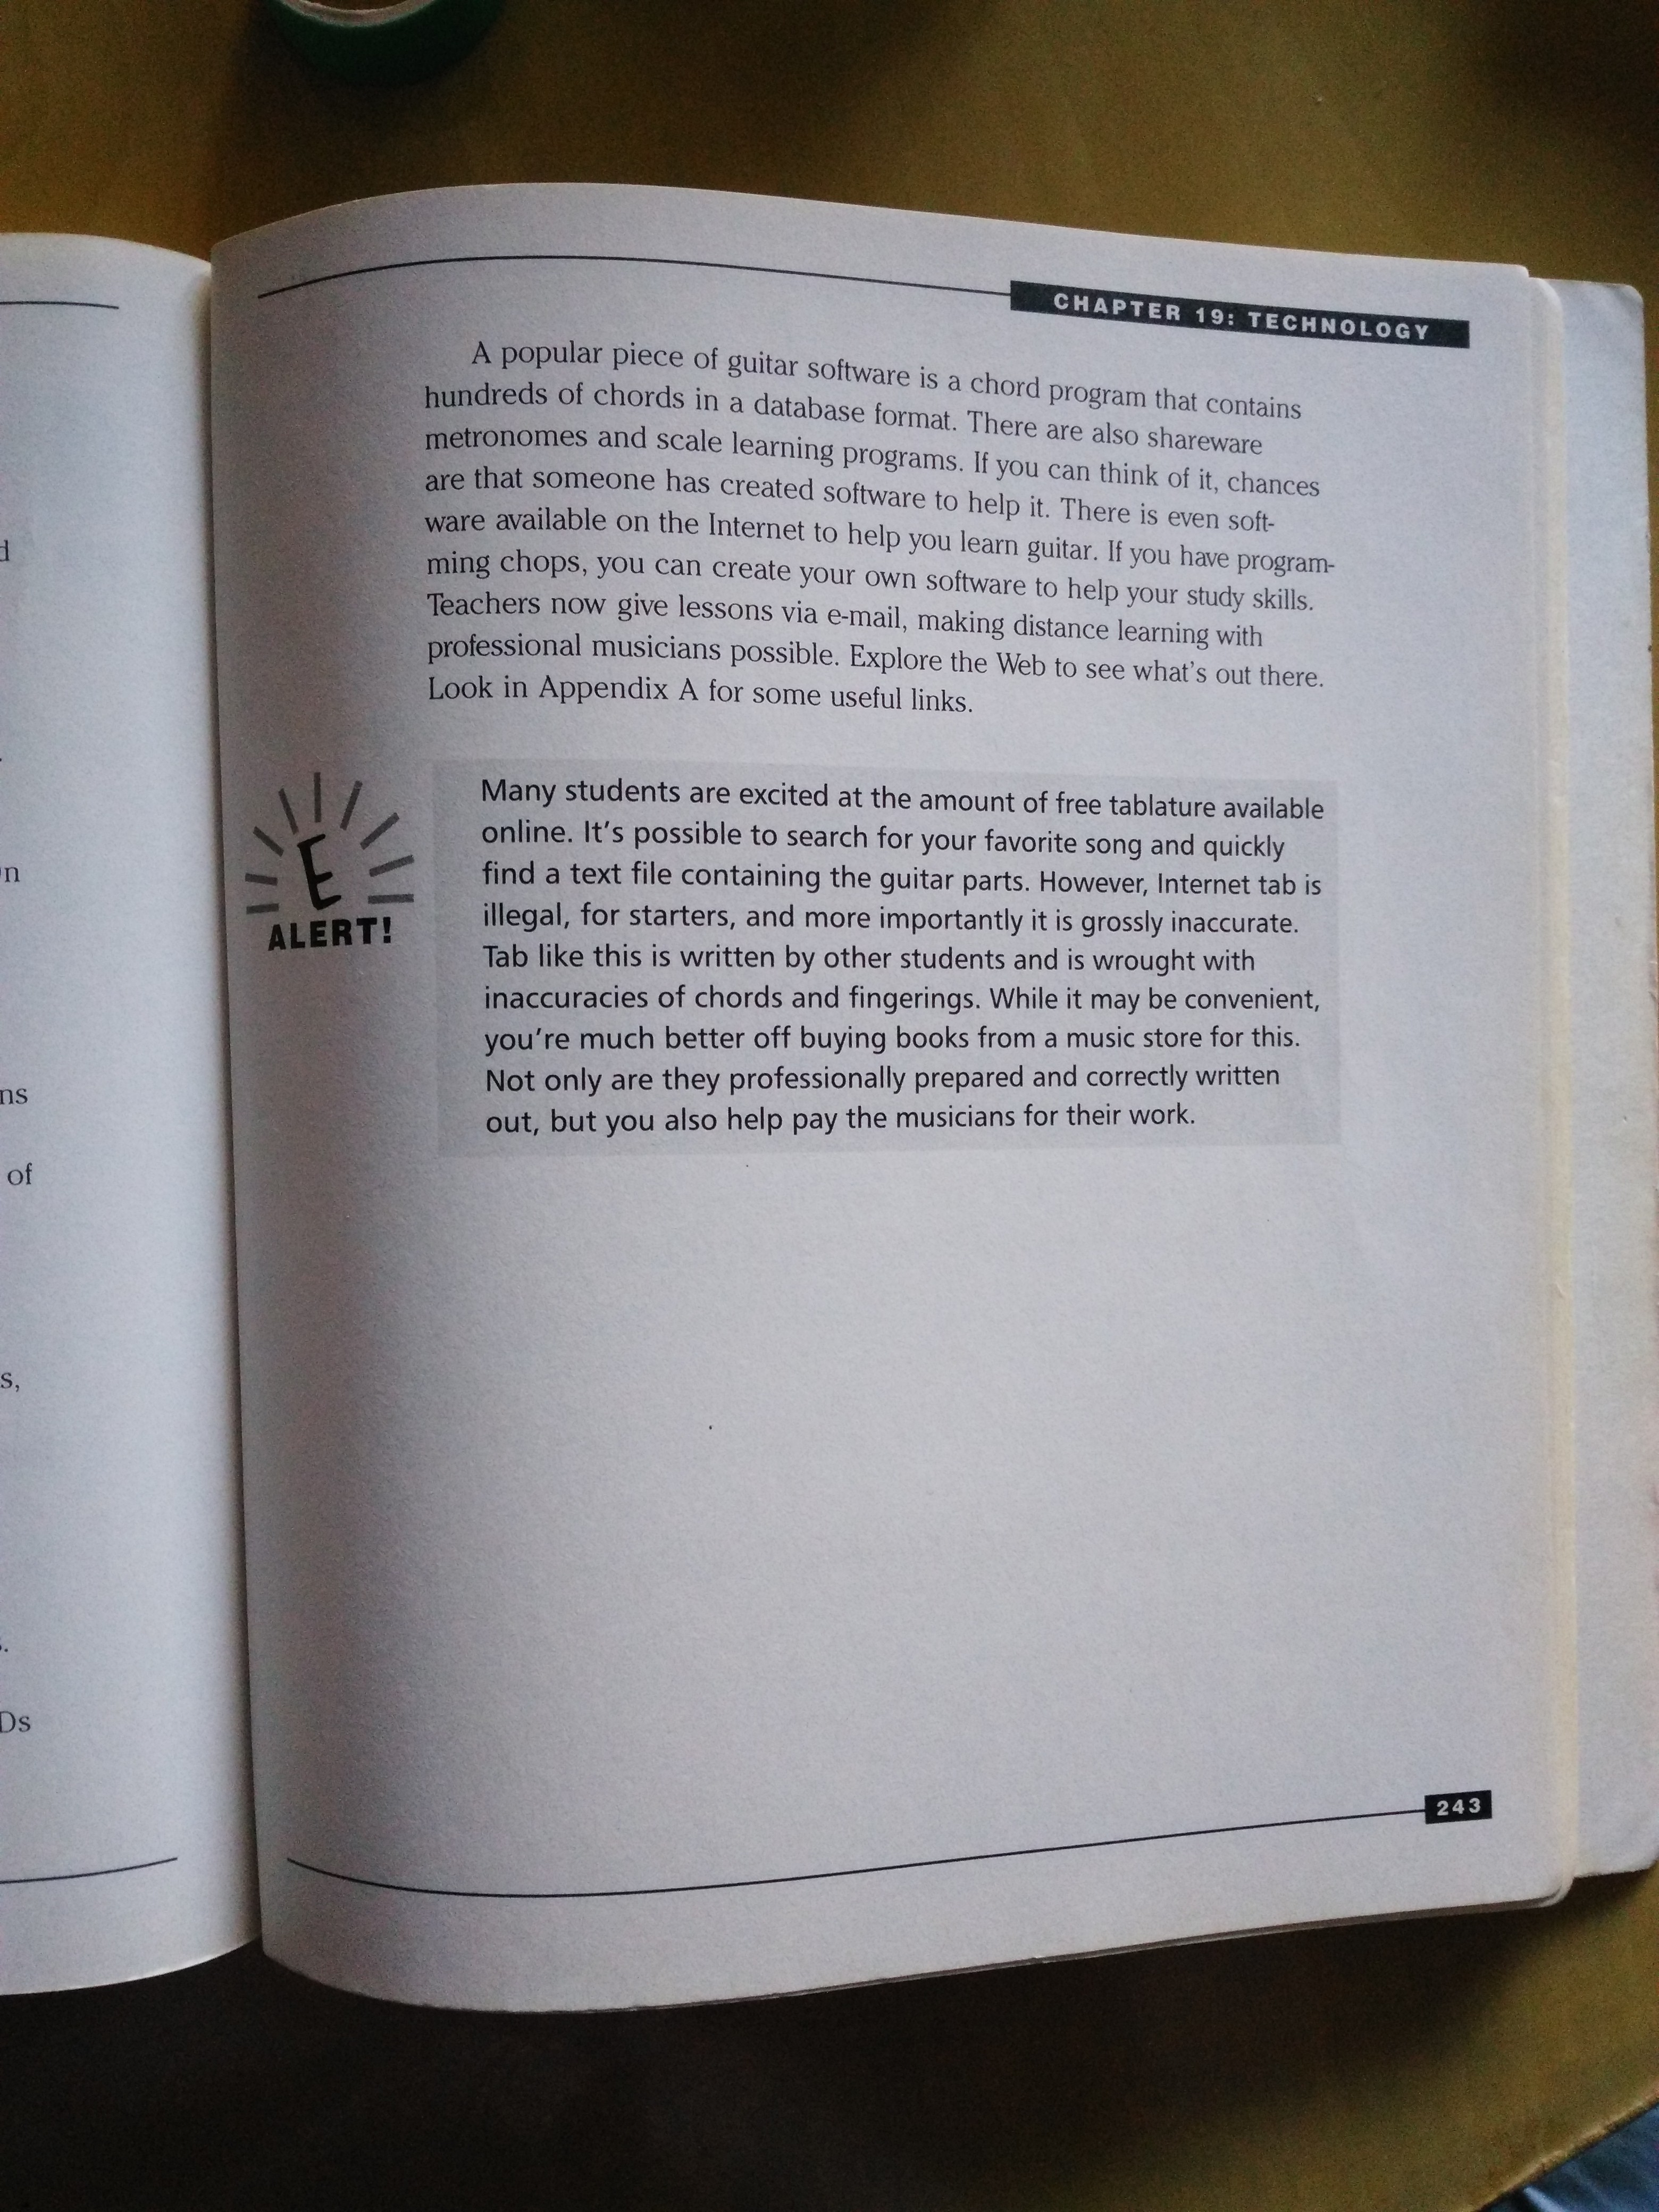 d
n
ns
of
s,
Ds
CHAPTER 19: TECHNOLOGY
A popular piece of guitar software is a chord program that contains
hundreds of chords in a database format. There are also shareware
metronomes and scale learning programs. If you can think of it, chances
are that someone has created software to help it. There is even soft-
ware available on the Internet to help you learn guitar. If you have program-
ming chops, you can create your own software to help your study skills.
Teachers now give lessons via e-mail, making distance learning with
professional musicians possible. Explore the Web to see what's out there.
Look in Appendix A for some useful links.
E
ALERT!
Many students are excited at the amount of free tablature available
online. It's possible to search for your favorite song and quickly
find a text file containing the guitar parts. However, Internet tab is
illegal, for starters, and more importantly it is grossly inaccurate.
Tab like this is written by other students and is wrought with
inaccuracies of chords and fingerings. While it may be convenient,
you're much better off buying books from a music store for this.
Not only are they professionally prepared and correctly written
out, but you also help pay the musicians for their work.
243